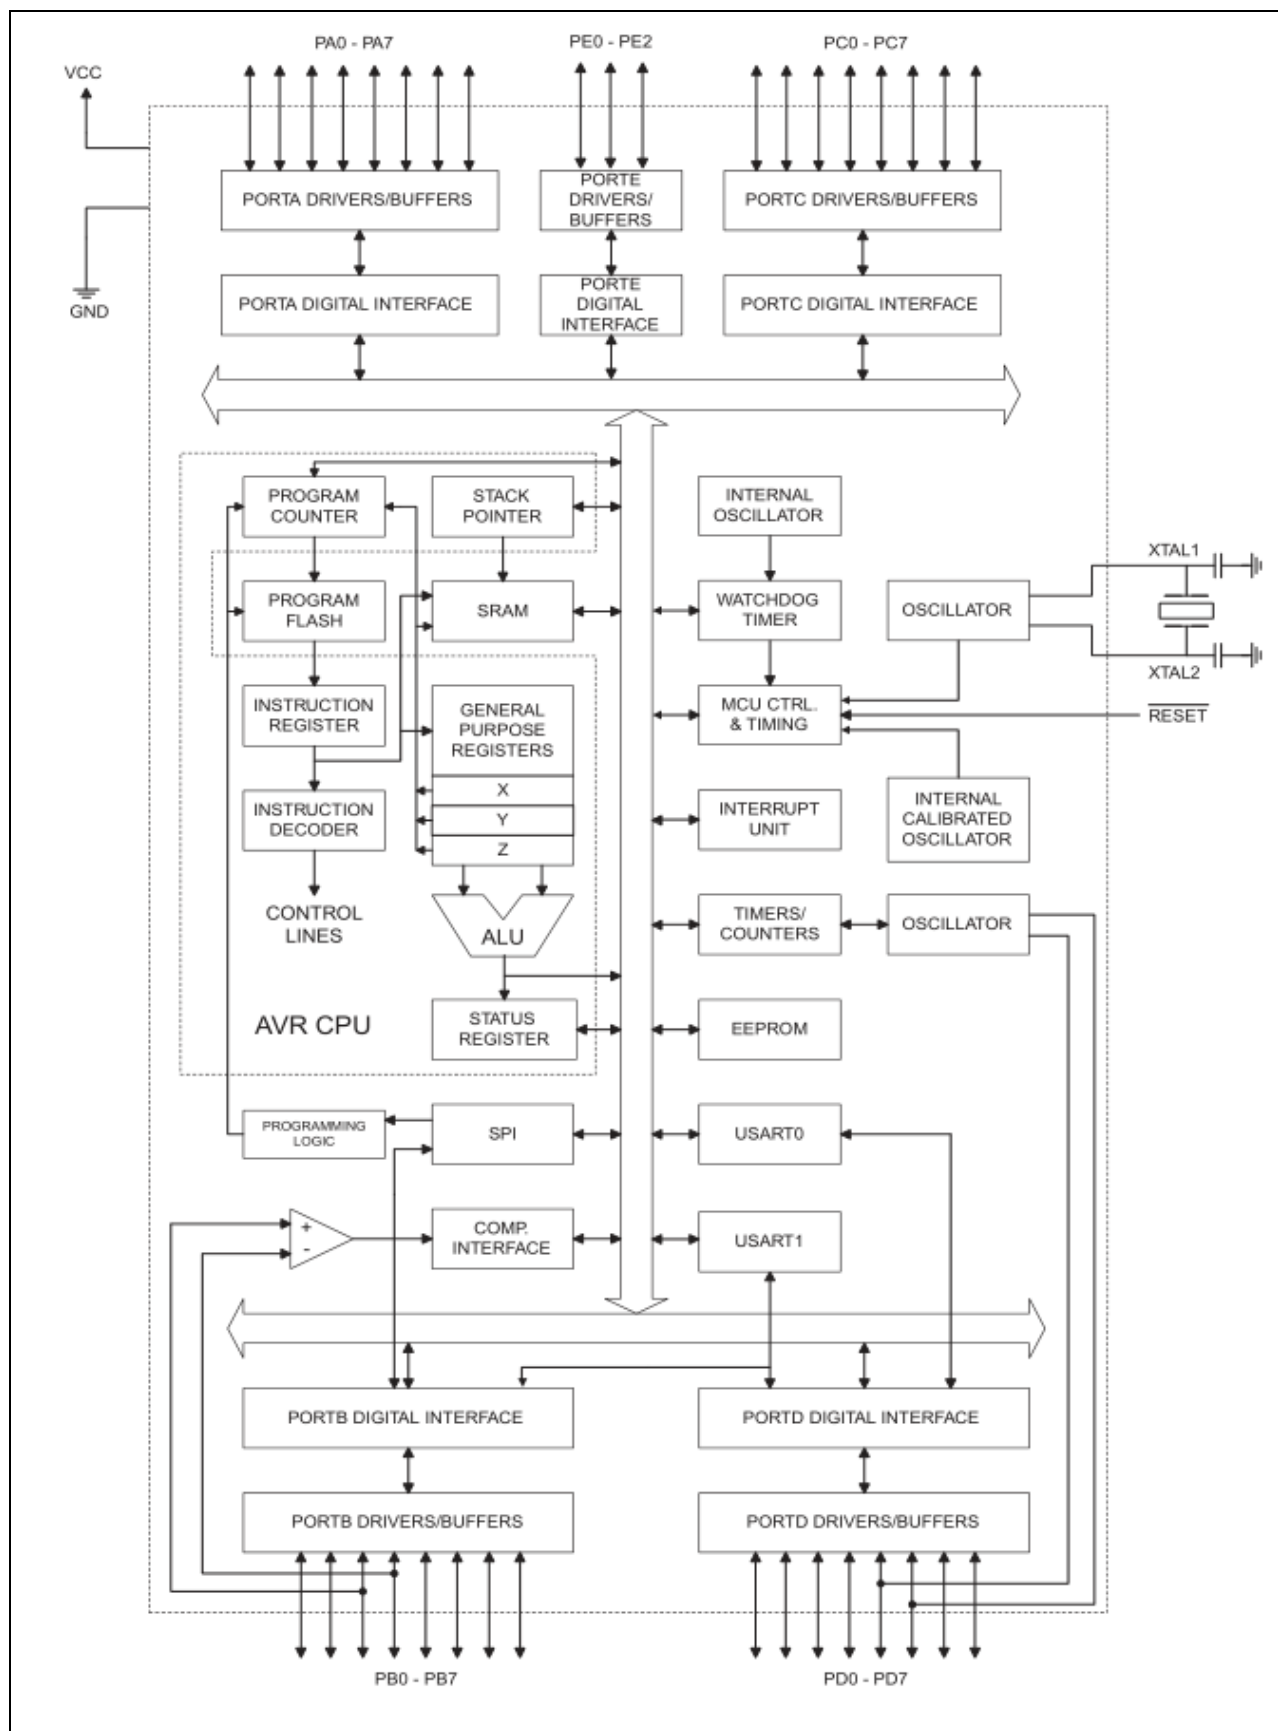 PA0 - PA7
PE0 - PE2
PC0 - PC7
VCC
GND
PORTA DRIVERS/BUFFERS
PORTE
DRIVERS/
BUFFERS
PORTC DRIVERS/BUFFERS
PORTA DIGITAL INTERFACE
PORTE
DIGITAL
INTERFACE
PORTC DIGITAL INTERFACE
PROGRAM
COUNTER
STACK
POINTER
INTERNAL
OSCILLATOR
XTAL1
PROGRAM
FLASH
SRAM
WATCHDOG
TIMER
OSCILLATOR
XTAL2
INSTRUCTION
REGISTER
GENERAL
PURPOSE
REGISTERS
MCU CTRL.
& TIMING
RESET
X
Y
Z
INSTRUCTION
DECODER
INTERRUPT
UNIT
INTERNAL
CALIBRATED
OSCILLATOR
CONTROL
LINES
ALU
TIMERS/
COUNTERS
OSCILLATOR
AVR CPU
STATUS
REGISTER
EEPROM
PROGRAMMING
LOGIC
SPI
USART0
+
-
COMP.
INTERFACE
USART1
PORTB DIGITAL INTERFACE
PORTD DIGITAL INTERFACE
PORTB DRIVERS/BUFFERS
PORTD DRIVERS/BUFFERS
PB0 - PB7
PD0 - PD7